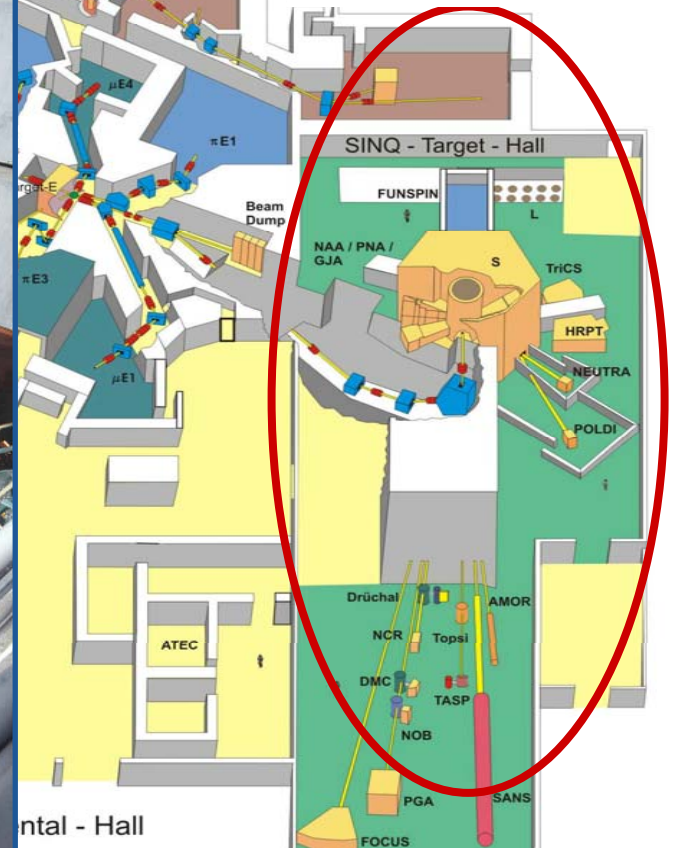 μE4
πE1
SINQ - Target - Hall
FUNSPIN
L
Beam
Dump
NAA / PNA /
GJA
S
TriCS
πE3
HRPT
NEUTRA
μE1
POLDI
Drüchal
AMOR
NCR
Topsi
ATEC
DMC
TASP
NOB
PGA
SANS
ental - Hall
FOCUS